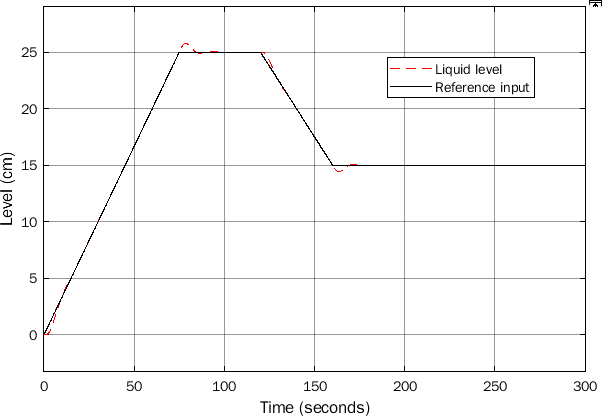 25
20
15
10
5
0
Level (cm)
Liquid level
Reference input
0 50 100 150 200 250 300
Time (seconds)